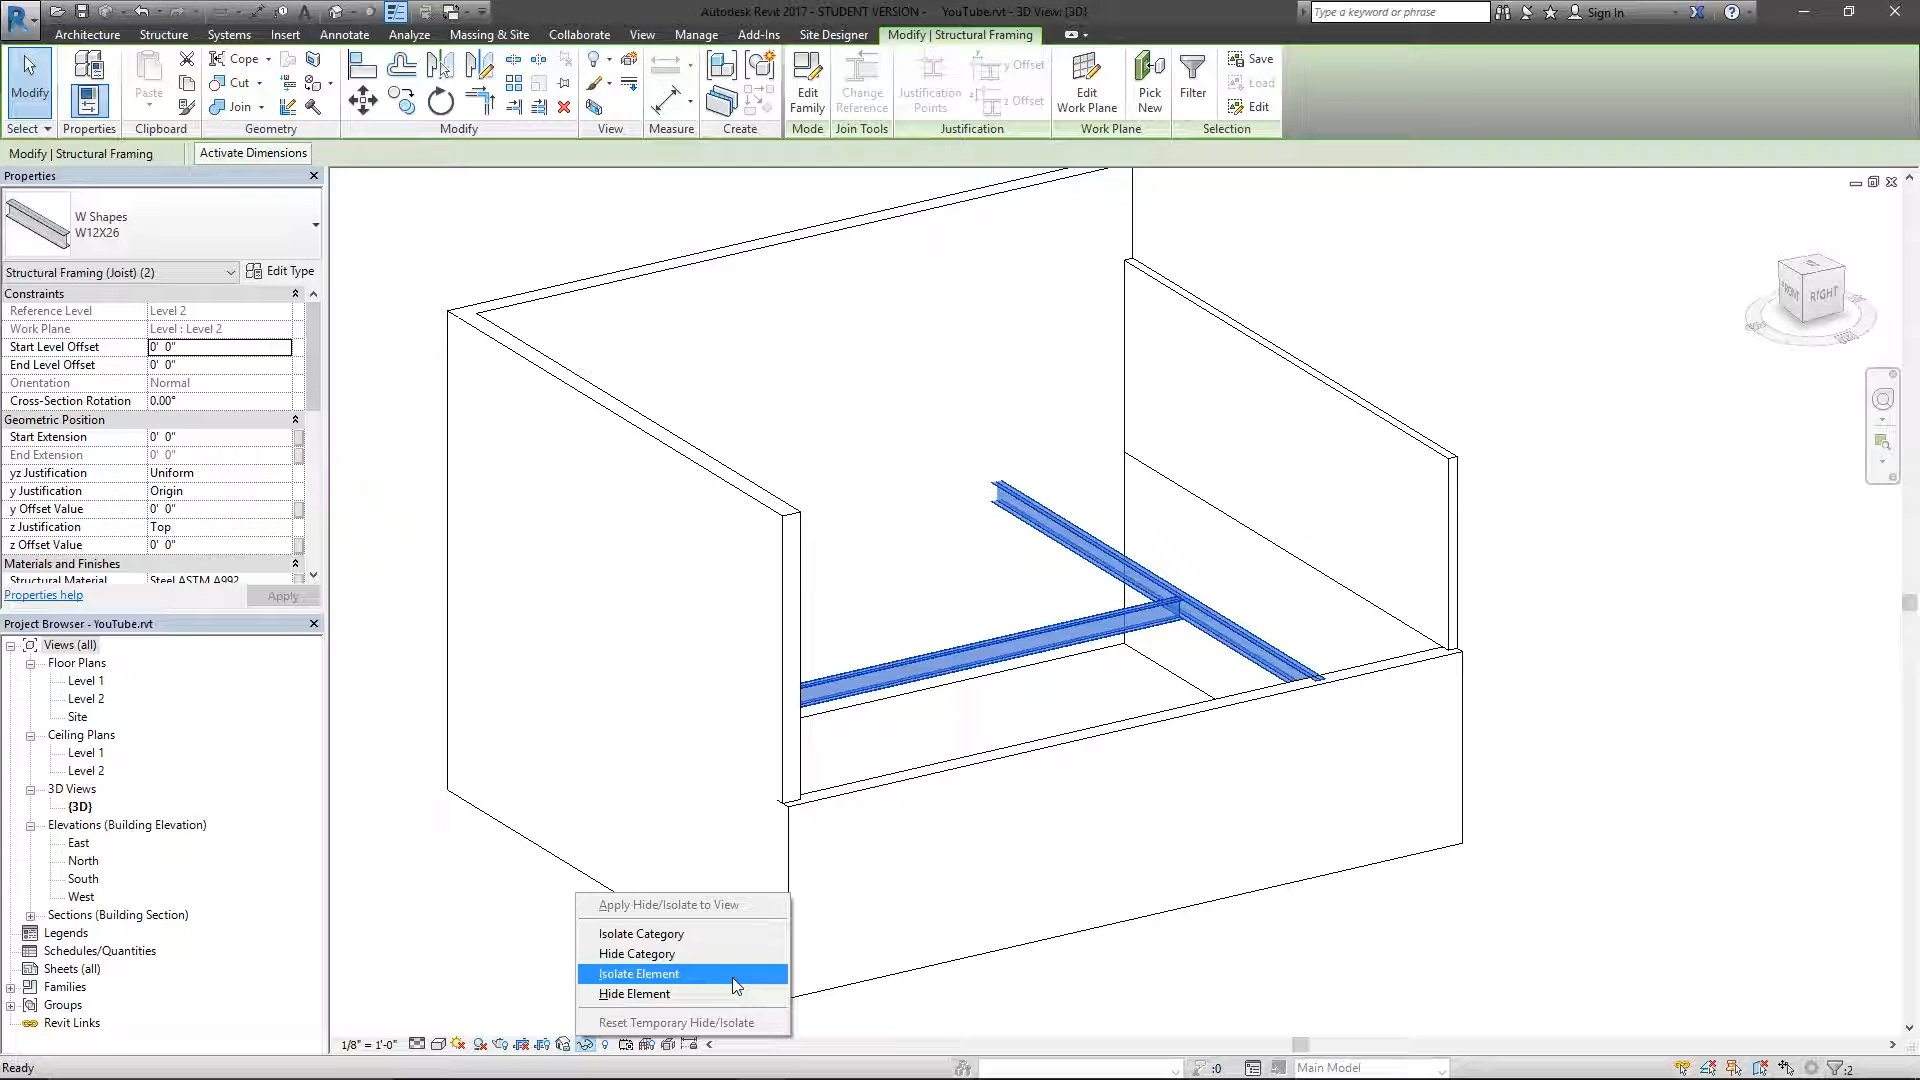 Autodesk Revit 2017 - STUDENT VERSION - YouTube.rvt - 3D View: {3D}
Type a keyword or phrase
Sign In
Architecture Structure Systems Insert Annotate Analyze Massing & Site Collaborate View Manage Add-Ins Site Designer Modify | Structural Framing
Modify
Paste
Cope
Cut
Join
Edit Family
Change Reference
Justification Points
y Offset
z Offset
Edit Work Plane
Pick New
Filter
Save
Load
Edit
Select Properties Clipboard Geometry Modify View Measure Create Mode Join Tools Justification Work Plane Selection
Modify | Structural Framing Activate Dimensions
Properties
W Shapes
W12X26
Structural Framing (Joist) (2) Edit Type
Constraints
Reference Level Level 2
Work Plane Level : Level 2
Start Level Offset 0' 0"
End Level Offset 0' 0"
Orientation Normal
Cross-Section Rotation 0.00°
Geometric Position
Start Extension 0' 0"
End Extension 0' 0"
yz Justification Uniform
y Justification Origin
y Offset Value 0' 0"
z Justification Top
z Offset Value 0' 0"
Materials and Finishes
Structural Material Steel ASTM A992
Properties help Apply
Project Browser - YouTube.rvt
Views (all)
Floor Plans
Level 1
Level 2
Site
Ceiling Plans
Level 1
Level 2
3D Views
{3D}
Elevations (Building Elevation)
East
North
South
West
Sections (Building Section)
Legends
Schedules/Quantities
Sheets (all)
Families
Groups
Revit Links
FRONT RIGHT
Apply Hide/Isolate to View
Isolate Category
Hide Category
Isolate Element
Hide Element
Reset Temporary Hide/Isolate
1/8" = 1'-0"
Ready
:0
Main Model
:2